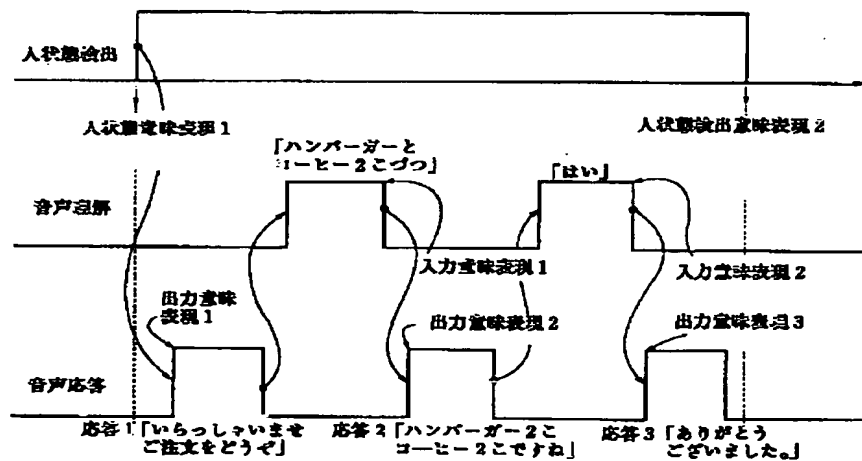 人状態検出
人状態意味表現1
人状態検出意味表現2
「ハンバーガーと
コーヒー2こづつ」
「はい」
音声理解
入力意味表現1
入力意味表現2
出力意味
表現1
出力意味表現2
出力意味表現3
音声応答
応答1「いらっしゃいませ
ご注文をどうぞ」
応答2「ハンバーガー2こ
コーヒー2こですね」
応答3「ありがとう
ございました。」